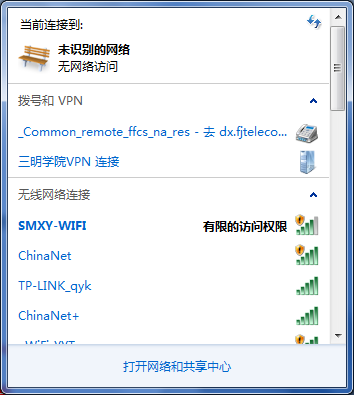 当前连接到:
未识别的网络
无网络访问
拨号和 VPN
_Common_remote_ffcs_na_res - 去 dx.fjteleco...
三明学院VPN 连接
无线网络连接
SMXY-WIFI 有限的访问权限
ChinaNet
TP-LINK_qyk
ChinaNet+
打开网络和共享中心